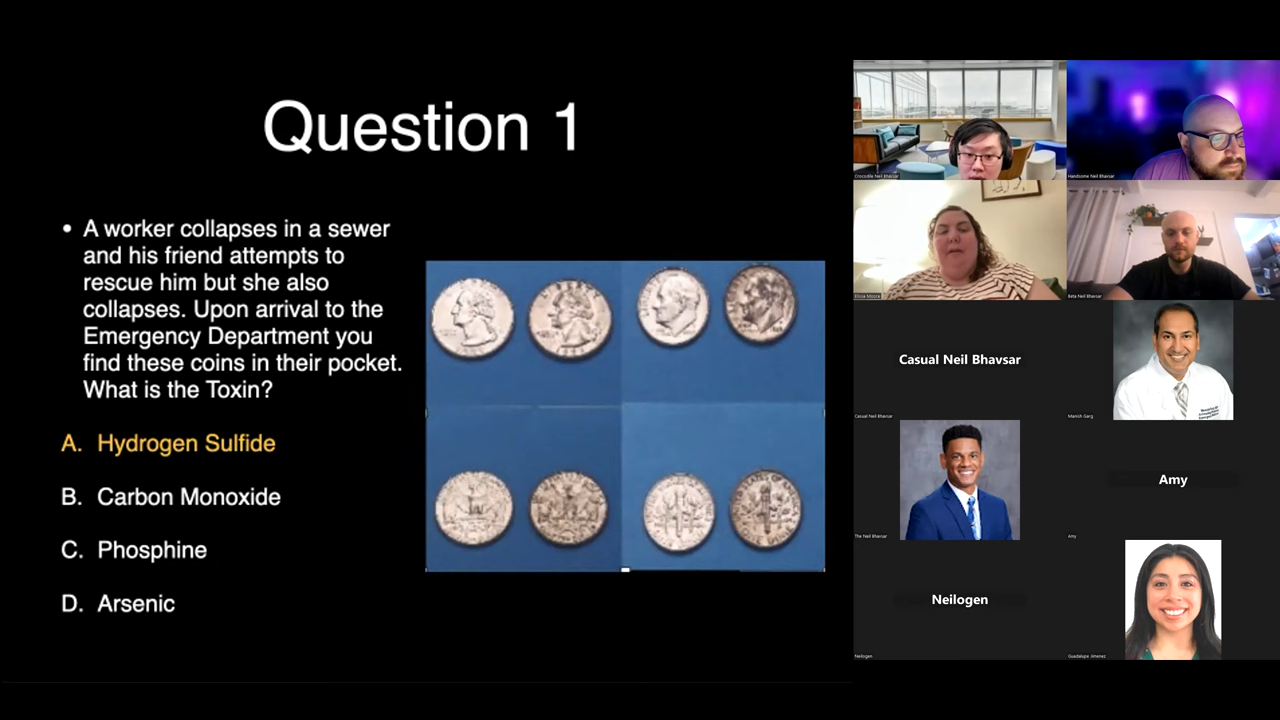 Question 1
• A worker collapses in a sewer
and his friend attempts to
rescue him but she also
collapses. Upon arrival to the
Emergency Department you
find these coins in their pocket.
What is the Toxin?
A. Hydrogen Sulfide
B. Carbon Monoxide
C. Phosphine
D. Arsenic
Crocodile Neil Bhavsar
Handsome Neil Bhavsar
Elissa Moore
Beta Neil Bhavsar
Casual Neil Bhavsar
Casual Neil Bhavsar
Manish Garg
The Neil Bhavsar
Amy
Amy
Neilogen
Neilogen
Guadalupe Jimenez